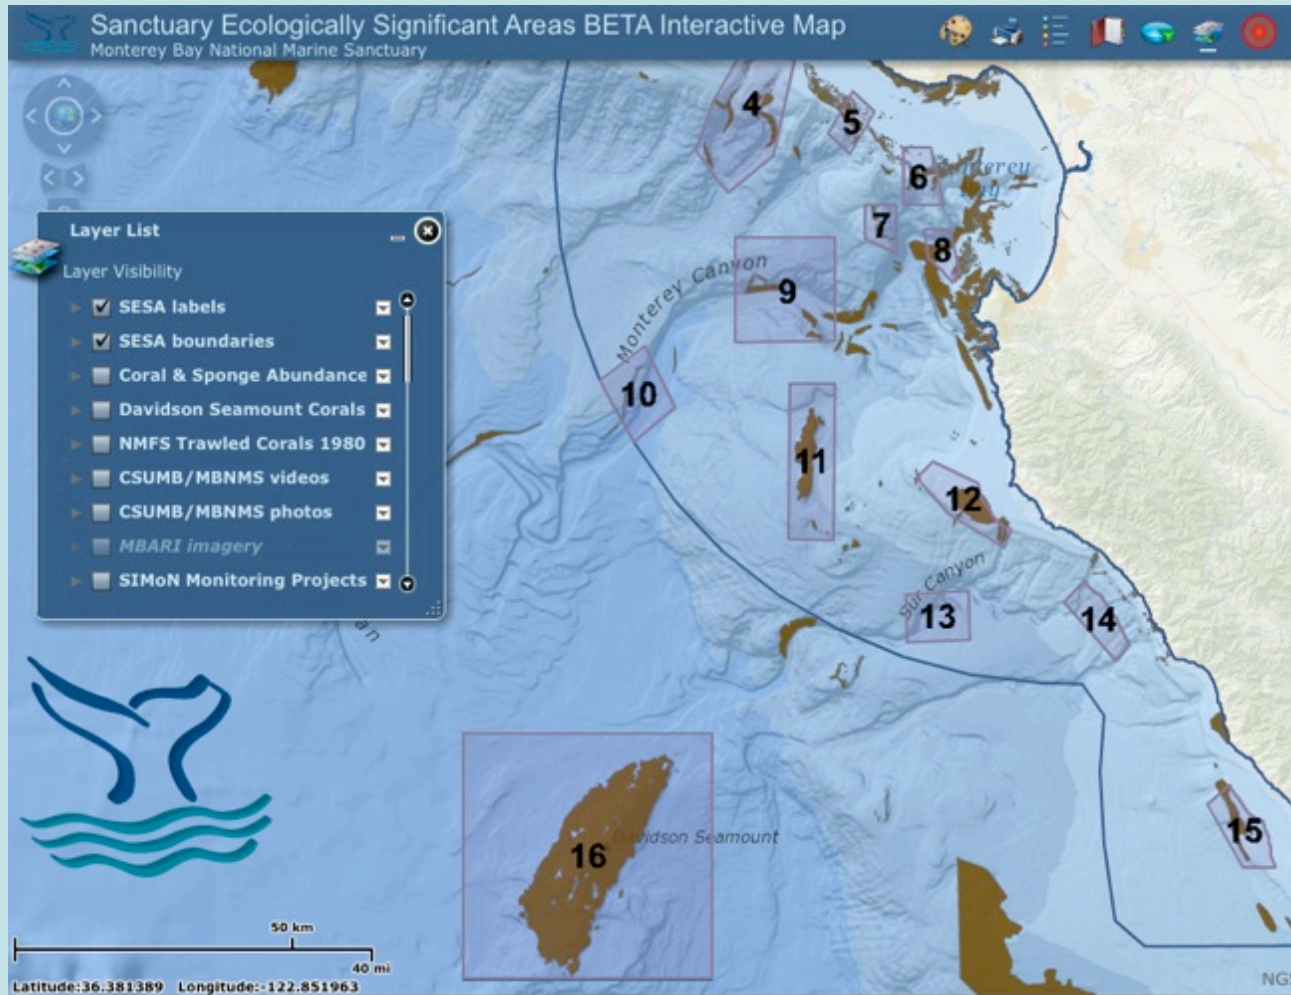 Sanctuary Ecologically Significant Areas BETA Interactive Map
Monterey Bay National Marine Sanctuary
4
5
6
7
8
9
Monterey Canyon
10
11
12
Sur Canyon
13
14
15
16
Davidson Seamount
Layer List
Layer Visibility
SESA labels
SESA boundaries
Coral & Sponge Abundance
Davidson Seamount Corals
NMFS Trawled Corals 1980
CSUMB/MBNMS videos
CSUMB/MBNMS photos
MBARI imagery
SIMoN Monitoring Projects
50 km
40 mi
Latitude:36.381389 Longitude:-122.851963